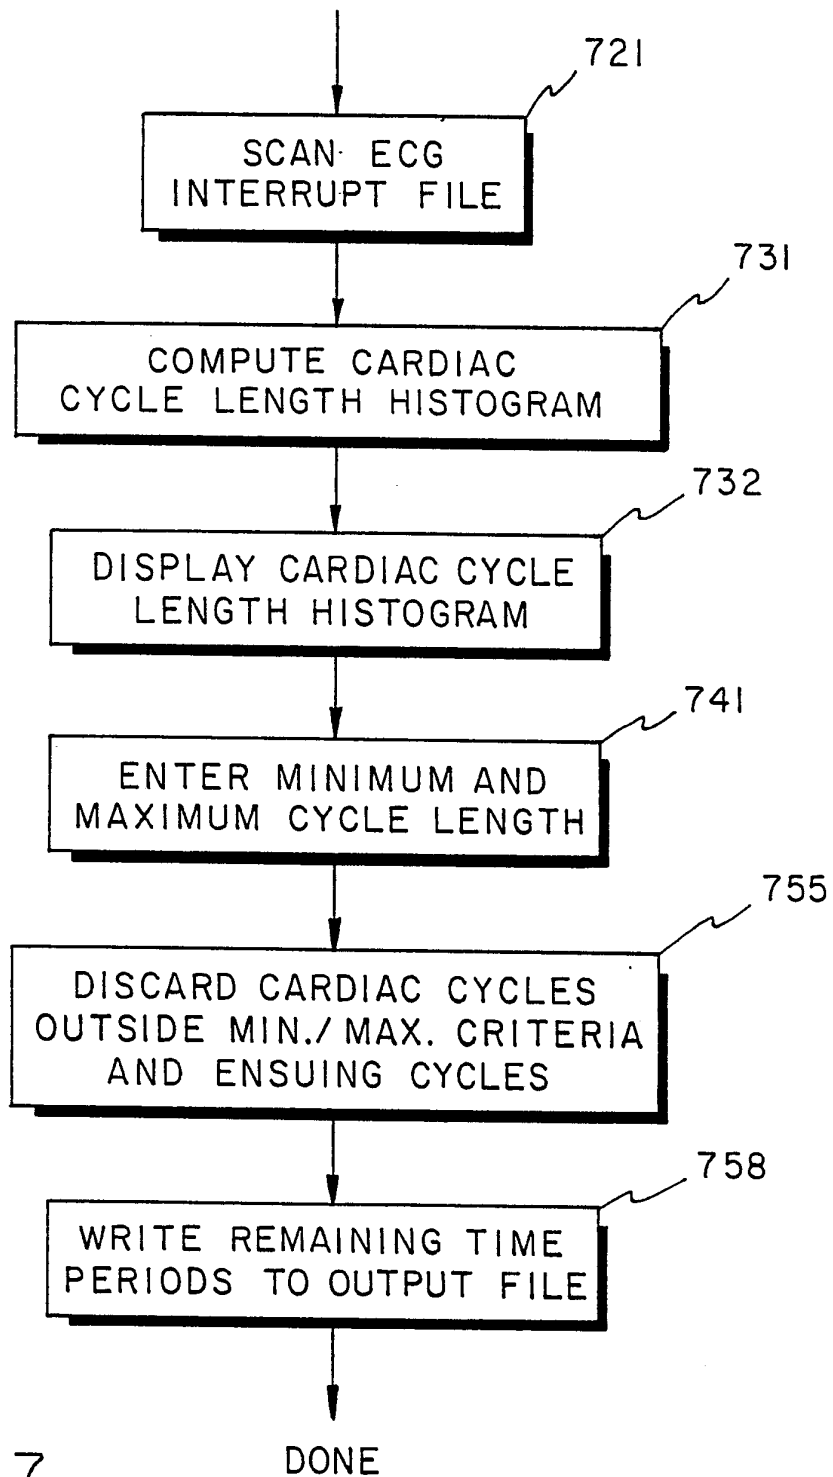 721
SCAN ECG
INTERRUPT FILE
731
COMPUTE CARDIAC
CYCLE LENGTH HISTOGRAM
732
DISPLAY CARDIAC CYCLE
LENGTH HISTOGRAM
741
ENTER MINIMUM AND
MAXIMUM CYCLE LENGTH
755
DISCARD CARDIAC CYCLES
OUTSIDE MIN./MAX. CRITERIA
AND ENSUING CYCLES
758
WRITE REMAINING TIME
PERIODS TO OUTPUT FILE
7
DONE